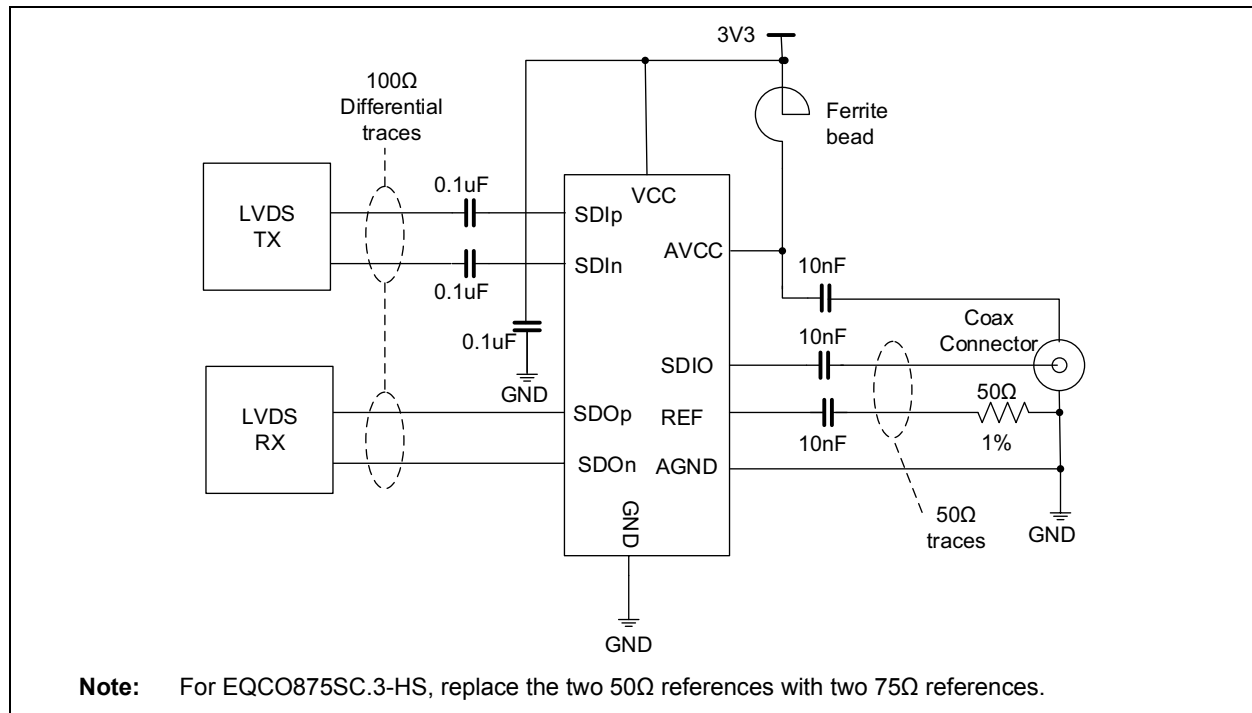 3V3
100Ω
Differential
traces
Ferrite
bead
LVDS
TX
0.1uF
0.1uF
SDIp
SDIn
VCC
AVCC
10nF
0.1uF
GND
10nF
Coax
Connector
SDIO
LVDS
RX
SDOp
SDOn
REF
10nF
50Ω
1%
AGND
GND
50Ω
traces
GND
GND
Note: For EQCO875SC.3-HS, replace the two 50Ω references with two 75Ω references.